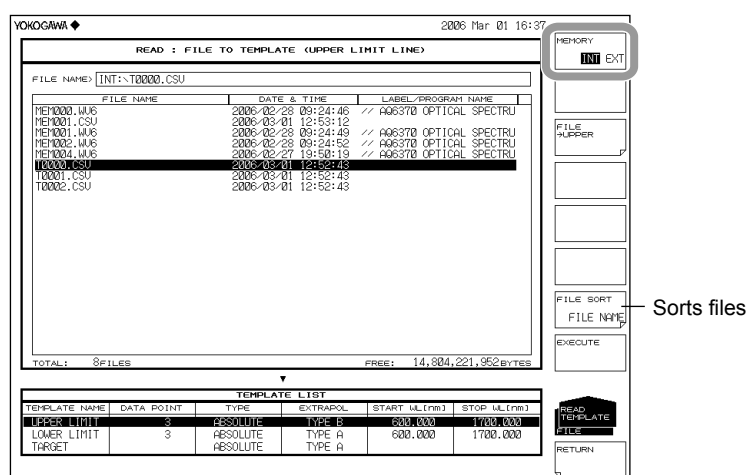 YOKOGAWA ◆ 2006 Mar 01 16:37
READ : FILE TO TEMPLATE (UPPER LIMIT LINE)
FILE NAME> INT:\T0000.CSV
FILE NAME DATE & TIME LABEL/PROGRAM NAME
MEM000.WV6 2006/02/28 09:24:46 // AQ6370 OPTICAL SPECTRU
MEM001.CSV 2006/03/01 12:53:12
MEM001.WV6 2006/02/28 09:24:49 // AQ6370 OPTICAL SPECTRU
MEM002.WV6 2006/02/28 09:24:52 // AQ6370 OPTICAL SPECTRU
MEM004.WV6 2006/02/27 19:50:19 // AQ6370 OPTICAL SPECTRU
T0000.CSV 2006/03/01 12:52:43
T0001.CSV 2006/03/01 12:52:43
T0002.CSV 2006/03/01 12:52:43
TOTAL: 8FILES FREE: 14,804,221,952BYTES
▼
TEMPLATE LIST
TEMPLATE NAME DATA POINT TYPE EXTRAPOL START WL[nm] STOP WL[nm]
UPPER LIMIT 3 ABSOLUTE TYPE B 600.000 1700.000
LOWER LIMIT 3 ABSOLUTE TYPE A 600.000 1700.000
TARGET ABSOLUTE TYPE A
MEMORY
INT EXT
FILE
→UPPER
FILE SORT
FILE NAME
Sorts files
EXECUTE
READ
TEMPLATE
FILE
RETURN